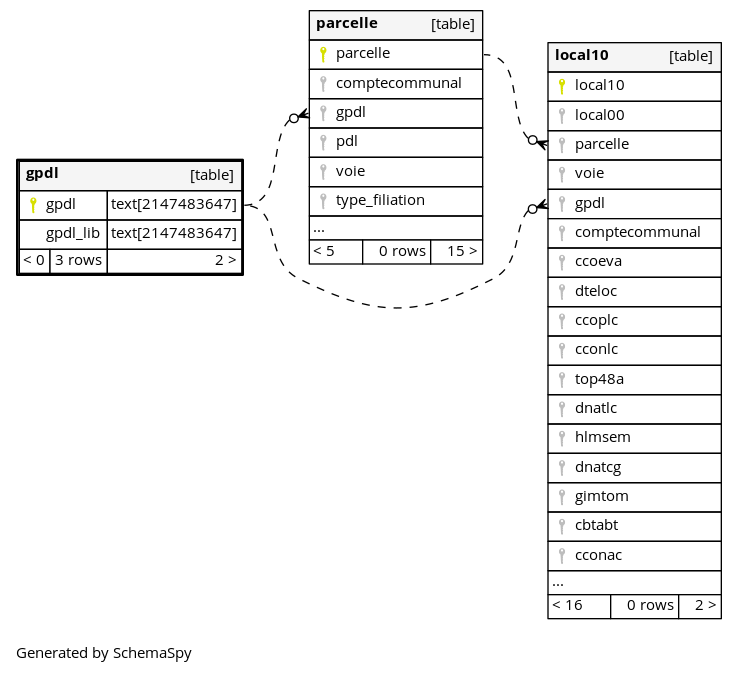 gpdl [table]
gpdl text[2147483647]
gpdl_lib text[2147483647]
< 0 3 rows 2 >
parcelle [table]
parcelle
comptecommunal
gpdl
pdl
voie
type_filiation
...
< 5 0 rows 15 >
local10 [table]
local10
local00
parcelle
voie
gpdl
comptecommunal
ccoeva
dteloc
ccoplc
cconlc
top48a
dnatlc
hlmsem
dnatcg
gimtom
cbtabt
cconac
...
< 16 0 rows 2 >
Generated by SchemaSpy